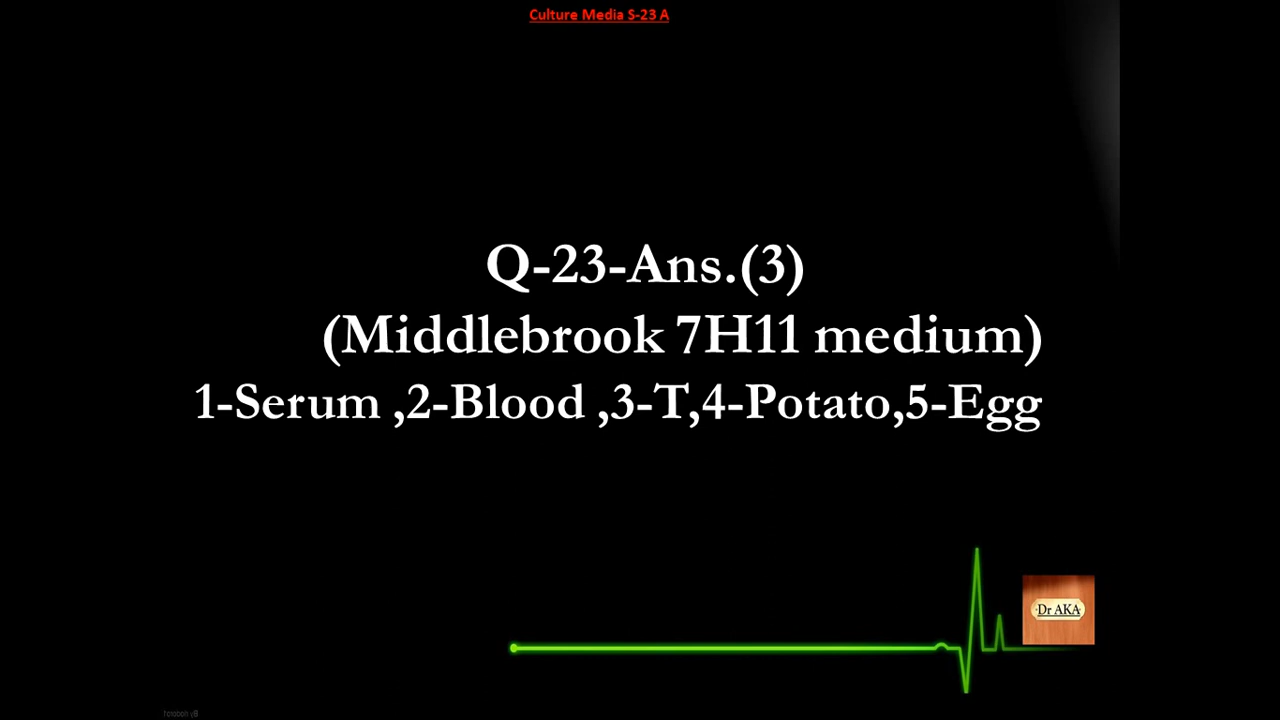 Culture Media S-23 A
Q-23-Ans.(3)
(Middlebrook 7H11 medium)
1-Serum ,2-Blood ,3-T,4-Potato,5-Egg
Dr AKA